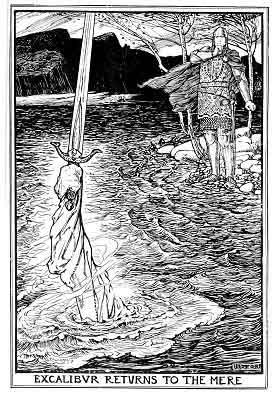 EXCALIBVR RETURNS TO THE MERE